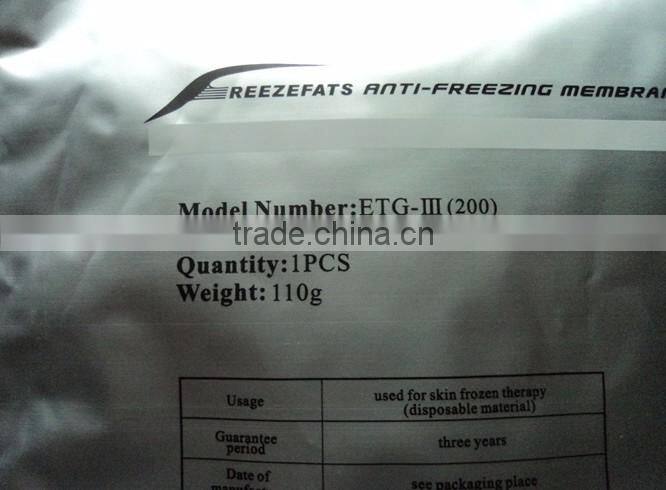 FREEZEFATS ANTI-FREEZING MEMBRA
Model Number:ETG-III(200)
trade.china.cn
Quantity:1PCS
Weight: 110g
Usage
used for skin frozen therapy
(disposable material)
Guarantee
period
three years
Date of
see packaging place